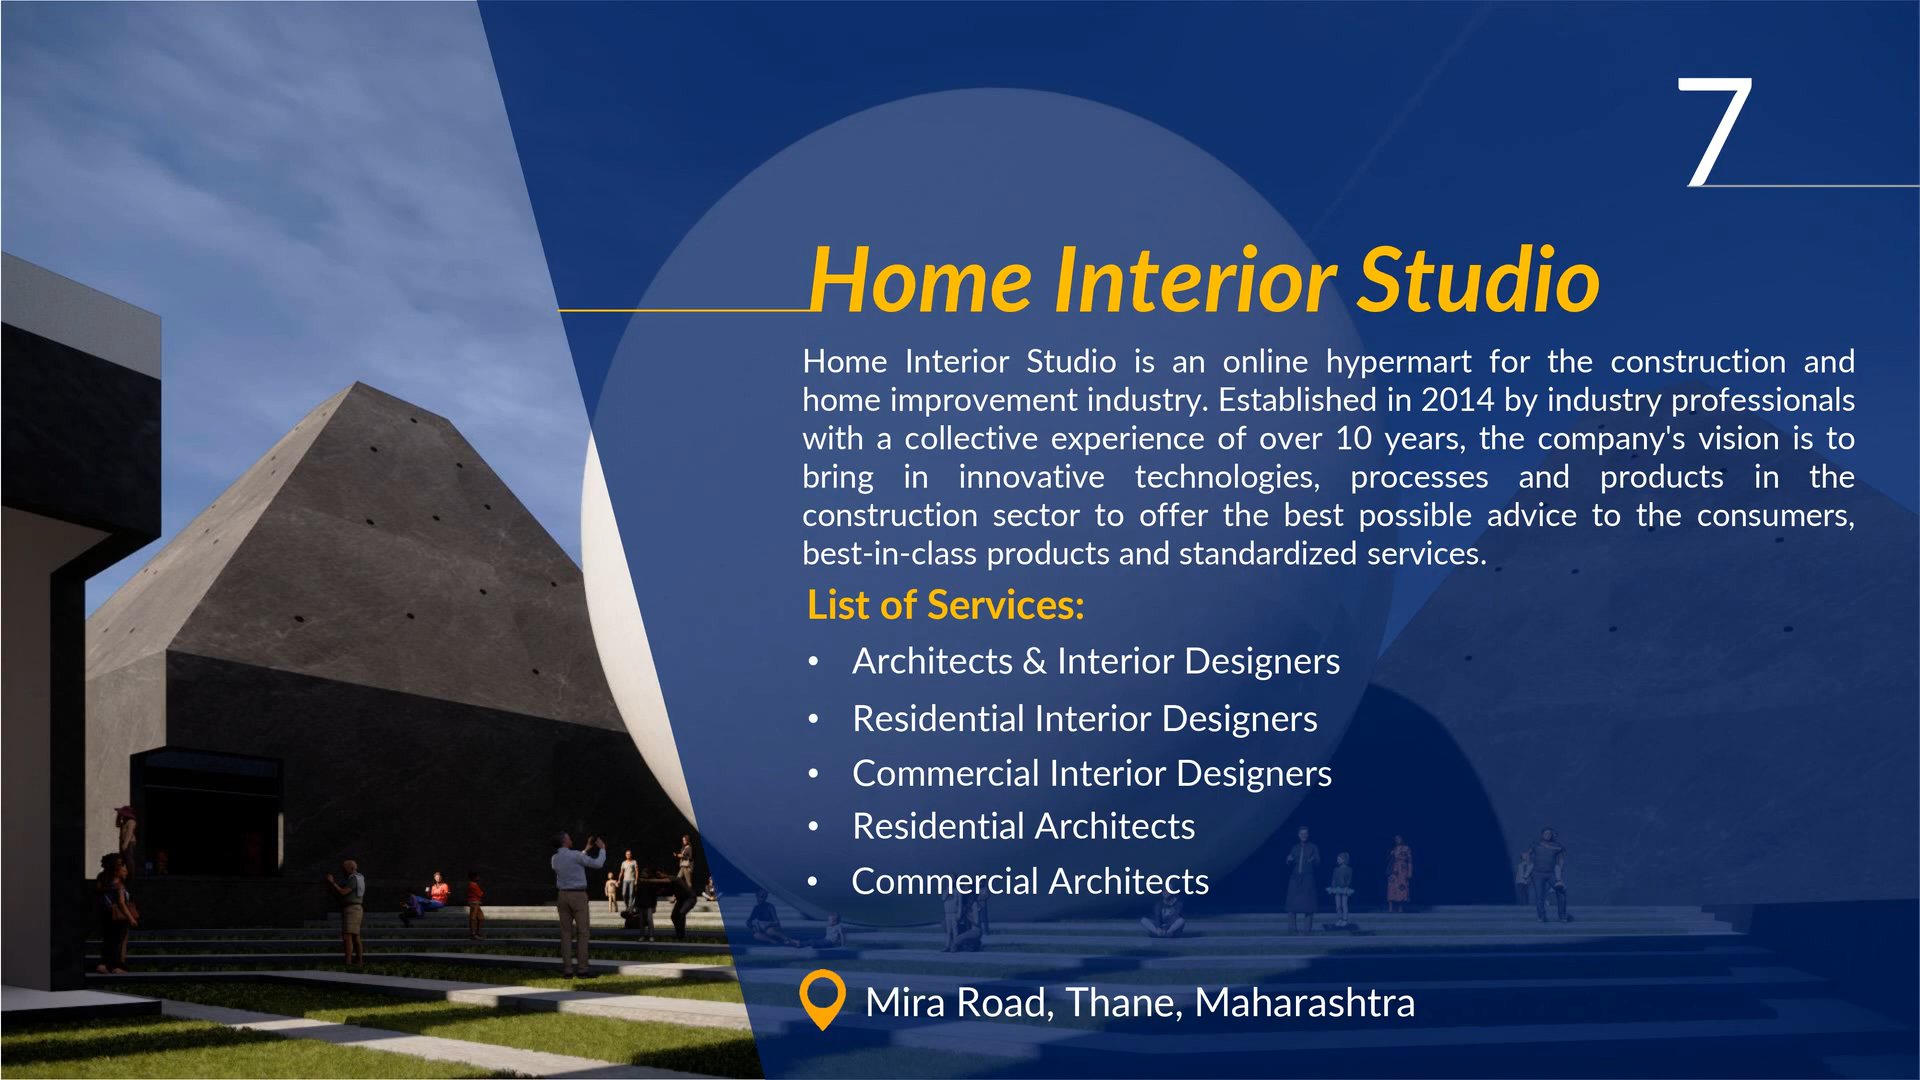 7
Home Interior Studio
Home Interior Studio is an online hypermart for the construction and
home improvement industry. Established in 2014 by industry professionals
with a collective experience of over 10 years, the company's vision is to
bring in innovative technologies, processes and products in the
construction sector to offer the best possible advice to the consumers,
best-in-class products and standardized services.
List of Services:
• Architects & Interior Designers
• Residential Interior Designers
• Commercial Interior Designers
• Residential Architects
• Commercial Architects
Mira Road, Thane, Maharashtra